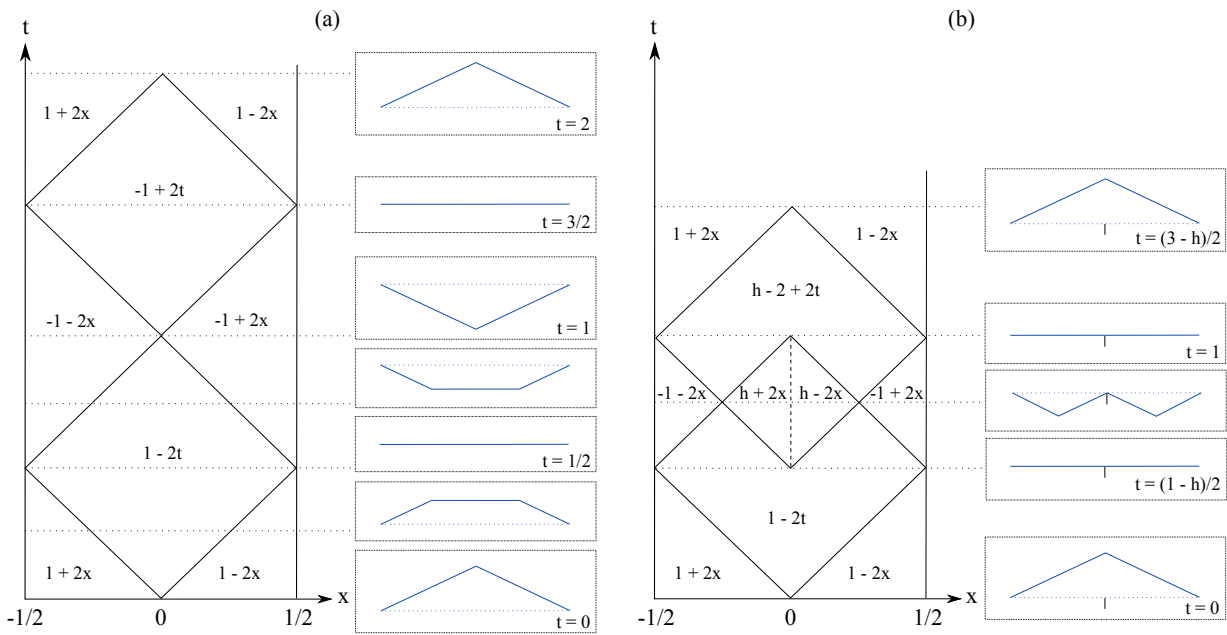 (a)
t
1 + 2x
1 - 2x
t = 2
-1 + 2t
t = 3/2
-1 - 2x
-1 + 2x
t = 1
1 - 2t
t = 1/2
1 + 2x
1 - 2x
t = 0
x
-1/2
0
1/2
(b)
t
1 + 2x
1 - 2x
t = (3 - h)/2
h - 2 + 2t
t = 1
-1 - 2x
h + 2x
h - 2x
-1 + 2x
t = (1 - h)/2
1 - 2t
1 + 2x
1 - 2x
t = 0
x
-1/2
0
1/2